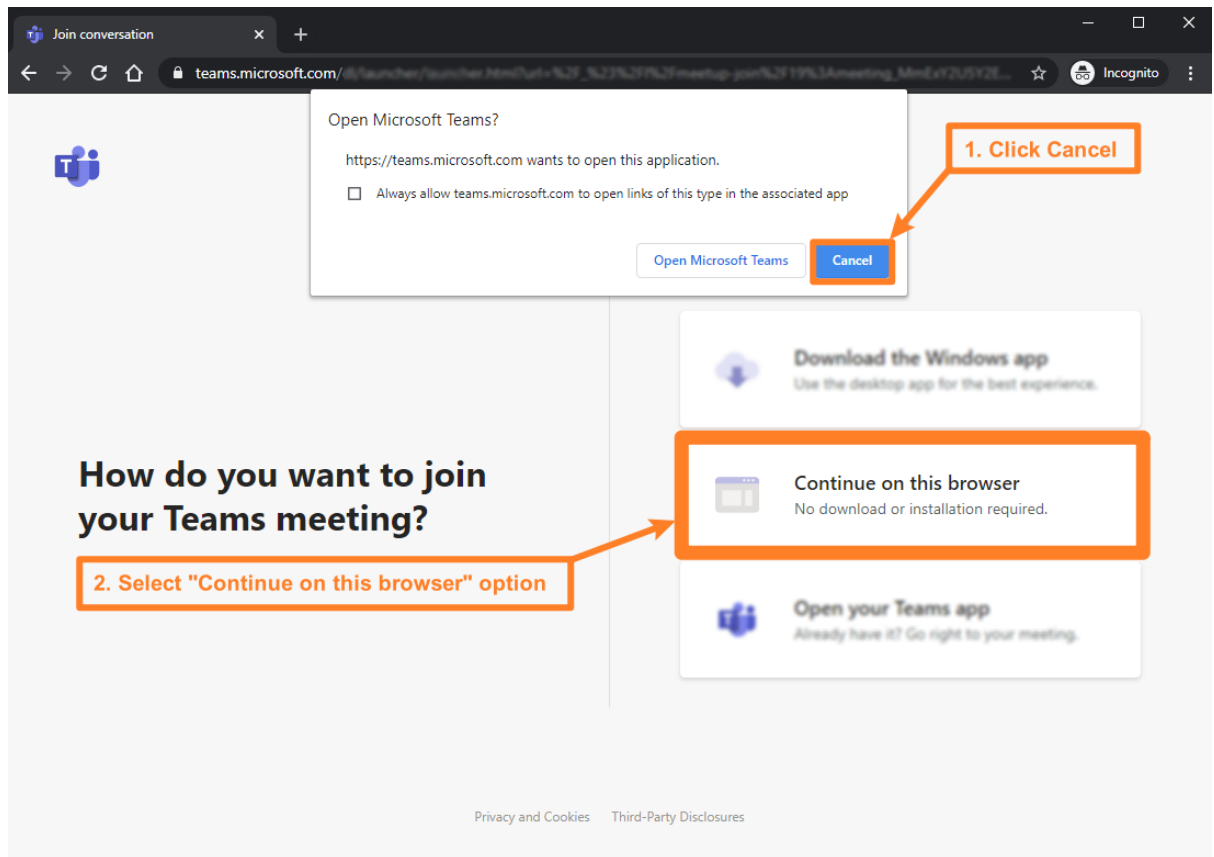 Join conversation
teams.microsoft.com/
Incognito
Open Microsoft Teams?
https://teams.microsoft.com wants to open this application.
Always allow teams.microsoft.com to open links of this type in the associated app
Open Microsoft Teams
Cancel
1. Click Cancel
Download the Windows app
Use the desktop app for the best experience.
How do you want to join
your Teams meeting?
Continue on this browser
No download or installation required.
2. Select "Continue on this browser" option
Open your Teams app
Already have it? Go right to your meeting.
Privacy and Cookies
Third-Party Disclosures